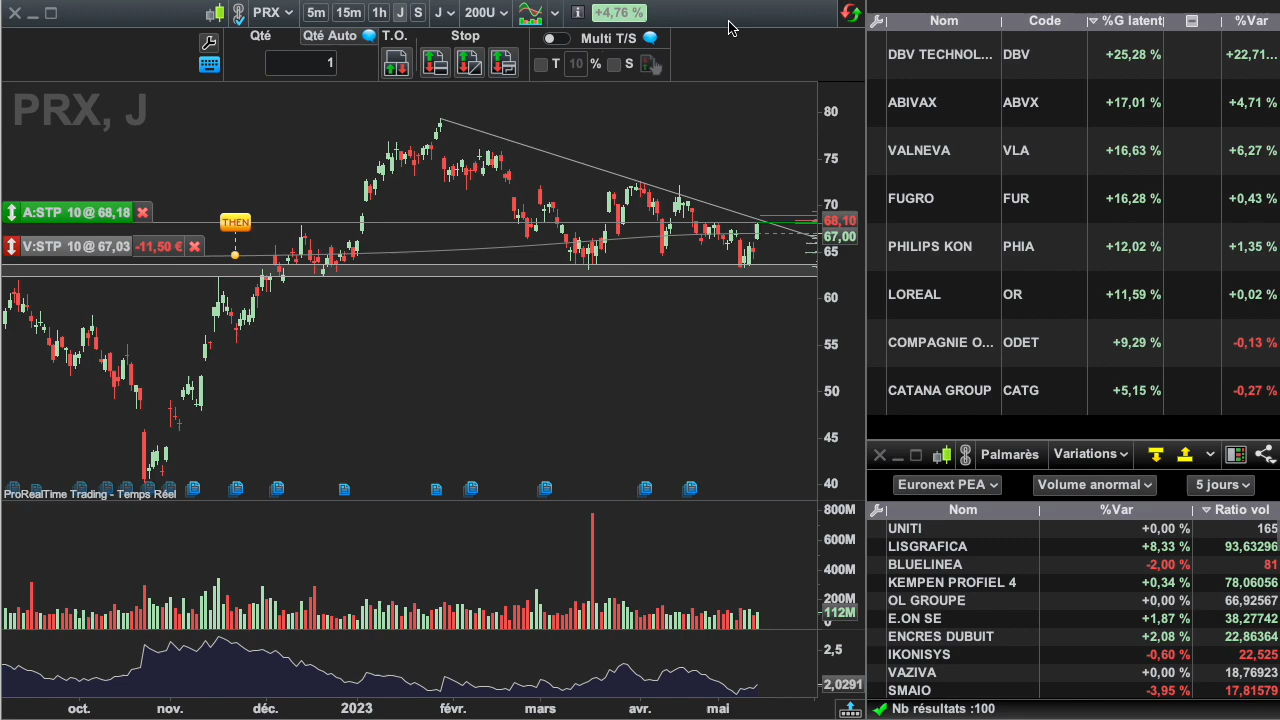 PRX 5m 15m 1h J S J 200U +4,76 %
Qté Qté Auto T.O. Stop Multi T/S
1 T 10 % S
PRX, J
A:STP 10 @ 68,18
THEN
V:STP 10 @ 67,03 -11,50 €
80
75
70
68,10
67,00
65
60
55
50
45
40
ProRealTime Trading - Temps Réel
800M
600M
400M
200M
112M
0
2,5
2,0291
oct. nov. déc. 2023 févr. mars avr. mai
Nom Code %G latent %Var
DBV TECHNOL... DBV +25,28 % +22,71...
ABIVAX ABVX +17,01 % +4,71 %
VALNEVA VLA +16,63 % +6,27 %
FUGRO FUR +16,28 % +0,43 %
PHILIPS KON PHIA +12,02 % +1,35 %
LOREAL OR +11,59 % +0,02 %
COMPAGNIE O... ODET +9,29 % -0,13 %
CATANA GROUP CATG +5,15 % -0,27 %
Palmarès Variations
Euronext PEA Volume anormal 5 jours
Nom %Var Ratio vol
UNITI +0,00 % 165
LISGRAFICA +8,33 % 93,63296
BLUELINEA -2,00 % 81
KEMPEN PROFIEL 4 +0,34 % 78,06056
OL GROUPE +0,00 % 66,92567
E.ON SE +1,87 % 38,27742
ENCRES DUBUIT +2,08 % 22,86364
IKONISYS -0,60 % 22,525
VAZIVA +0,00 % 18,76923
SMAIO -3,95 % 17,81579
Nb résultats :100